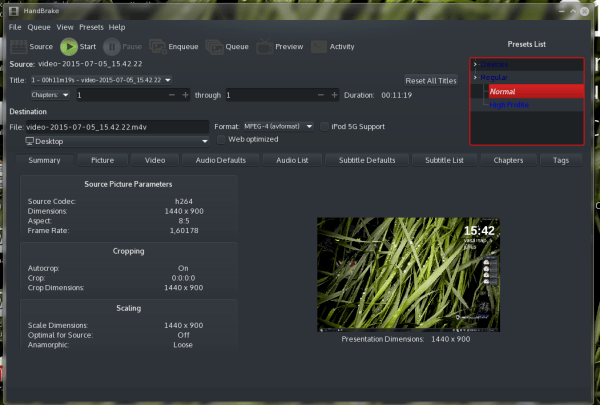 HandBrake
File Queue View Presets Help
Source Start Pause Enqueue Queue Preview Activity
Presets List
Source: video-2015-07-05_15.42.22
Title: 1 - 00h11m19s - video-2015-07-05_15.42.22 Reset All Titles
Chapters: 1 through 1 Duration: 00:11:19
Regular
Normal
High Profile
Destination
File: video-2015-07-05_15.42.22.m4v Format: MPEG-4 (avformat) iPod 5G Support
Desktop Web optimized
Summary Picture Video Audio Defaults Audio List Subtitle Defaults Subtitle List Chapters Tags
Source Picture Parameters
Source Codec: h264
Dimensions: 1440 x 900
Aspect: 8:5
Frame Rate: 1,60178
Cropping
Autocrop: On
Crop: 0:0:0:0
Crop Dimensions: 1440 x 900
Scaling
Scale Dimensions: 1440 x 900
Optimal for Source: Off
Anamorphic: Loose
15:42
Presentation Dimensions: 1440 x 900